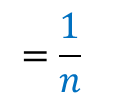 = 1/n